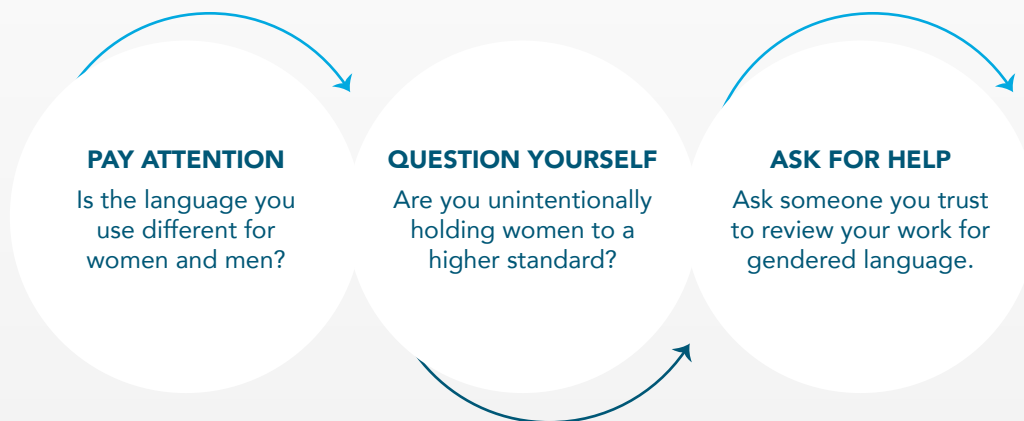 PAY ATTENTION
Is the language you
use different for
women and men?
QUESTION YOURSELF
Are you unintentionally
holding women to a
higher standard?
ASK FOR HELP
Ask someone you trust
to review your work for
gendered language.